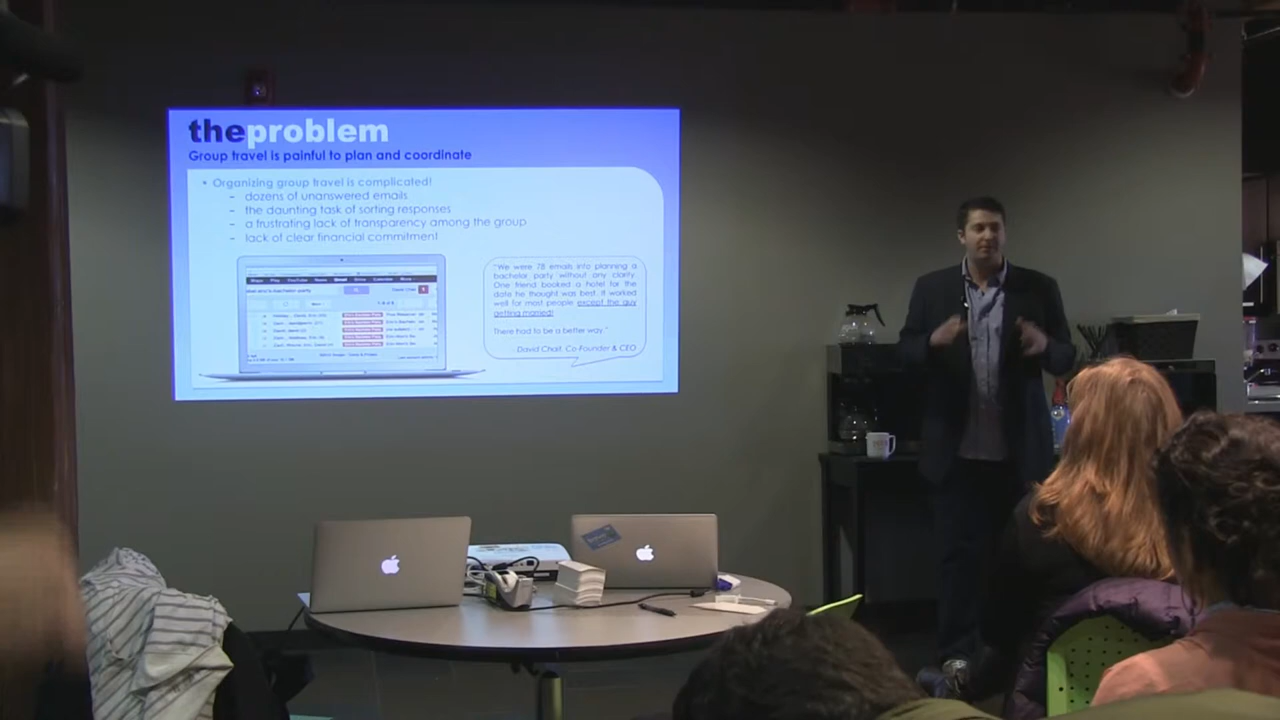 theproblem
Group travel is painful to plan and coordinate
• Organizing group travel is complicated!
- dozens of unanswered emails
- the daunting task of sorting responses
- a frustrating lack of transparency among the group
- lack of clear financial commitment
"We were 78 emails into planning a
bachelor party without any clarity.
One friend booked a hotel for the
date he thought was best. It worked
well for most people except the guy
getting married!
There had to be a better way."
- David Chait, Co-Founder & CEO